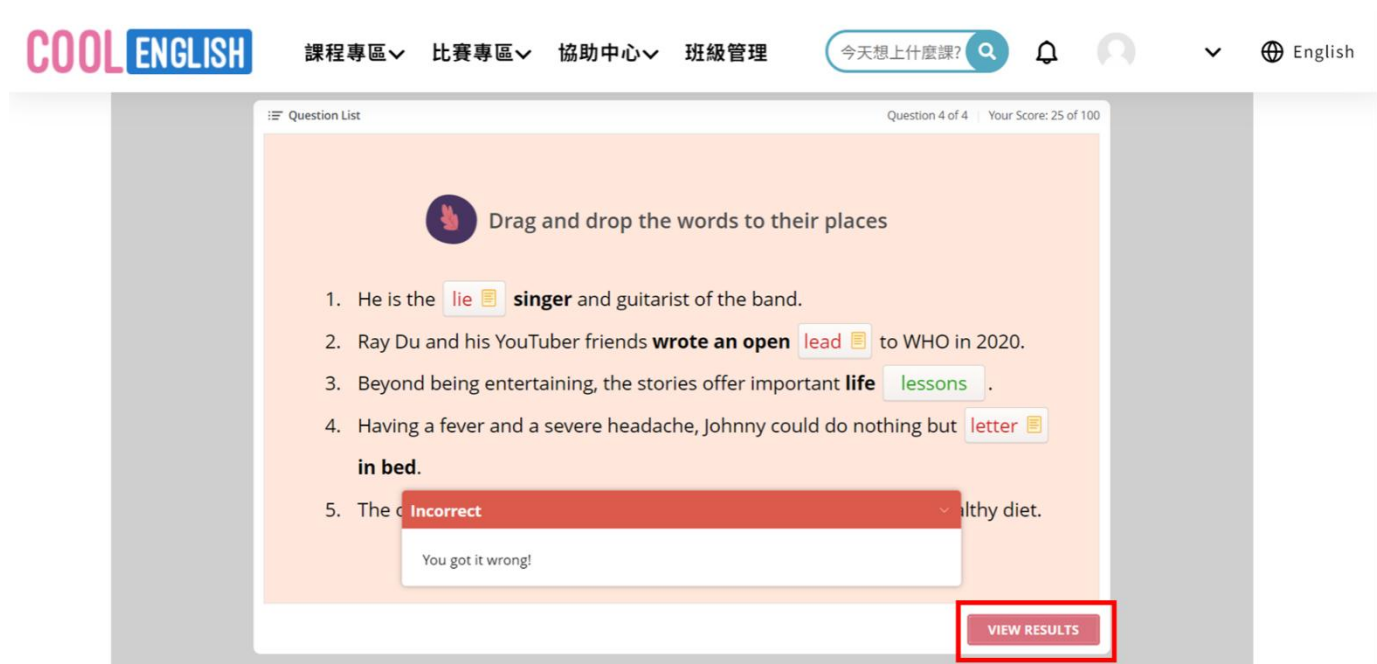 COOL ENGLISH 課程專區 比賽專區 協助中心 班級管理 今天想上什麼課? English
Question List Question 4 of 4 Your Score: 25 of 100
Drag and drop the words to their places
1. He is the lie singer and guitarist of the band.
2. Ray Du and his YouTuber friends wrote an open lead to WHO in 2020.
3. Beyond being entertaining, the stories offer important life lessons .
4. Having a fever and a severe headache, Johnny could do nothing but letter
in bed.
5. The lthy diet.
Incorrect
You got it wrong!
VIEW RESULTS